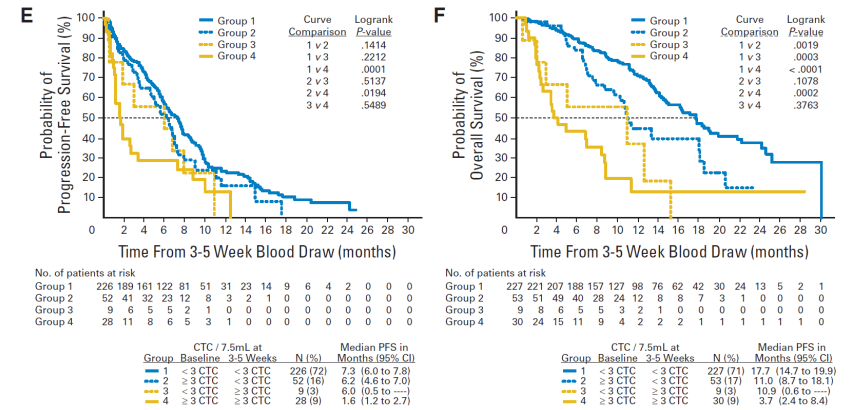 E
Probability of
Progression-Free Survival (%)
100
90
80
70
60
50
40
30
20
10
0 2 4 6 8 10 12 14 16 18 20 22 24 26 28 30
Time From 3-5 Week Blood Draw (months)
Group 1
Group 2
Group 3
Group 4
Curve Logrank
Comparison P-value
1 v 2 .1414
1 v 3 .2212
1 v 4 .0001
2 v 3 .5137
2 v 4 .0194
3 v 4 .5489
No. of patients at risk
Group 1 226 189 161 122 81 51 31 23 14 9 6 4 2 0 0 0
Group 2 52 41 32 23 12 8 3 2 1 0 0 0 0 0 0 0
Group 3 9 6 5 5 2 1 0 0 0 0 0 0 0 0 0 0
Group 4 28 11 8 6 5 3 1 0 0 0 0 0 0 0 0 0
CTC / 7.5mL at Median PFS in
Group Baseline 3-5 Weeks N (%) Months (95% CI)
1 < 3 CTC < 3 CTC 226 (72) 7.3 (6.0 to 7.8)
2 ≥ 3 CTC < 3 CTC 52 (16) 6.2 (4.6 to 7.0)
3 < 3 CTC ≥ 3 CTC 9 (3) 6.0 (0.5 to ----)
4 ≥ 3 CTC ≥ 3 CTC 28 (9) 1.6 (1.2 to 2.7)
F
Probability of
Overall Survival (%)
100
90
80
70
60
50
40
30
20
10
0 2 4 6 8 10 12 14 16 18 20 22 24 26 28 30
Time From 3-5 Week Blood Draw (months)
Group 1
Group 2
Group 3
Group 4
Curve Logrank
Comparison P-value
1 v 2 .0019
1 v 3 .0003
1 v 4 < .0001
2 v 3 .1078
2 v 4 .0002
3 v 4 .3763
No. of patients at risk
Group 1 227 221 207 188 157 127 98 76 62 42 30 24 13 5 2 1
Group 2 53 51 49 40 28 24 12 8 8 7 3 1 0 0 0 0
Group 3 9 8 6 5 5 3 2 1 0 0 0 0 0 0 0 0
Group 4 30 24 15 11 9 4 2 2 2 1 1 1 1 1 1 0
CTC / 7.5mL at Median PFS in
Group Baseline 3-5 Weeks N (%) Months (95% CI)
1 < 3 CTC < 3 CTC 227 (71) 17.7 (14.7 to 19.9)
2 ≥ 3 CTC < 3 CTC 53 (17) 11.0 (8.7 to 18.1)
3 < 3 CTC ≥ 3 CTC 9 (3) 10.9 (0.6 to ----)
4 ≥ 3 CTC ≥ 3 CTC 30 (9) 3.7 (2.4 to 8.4)